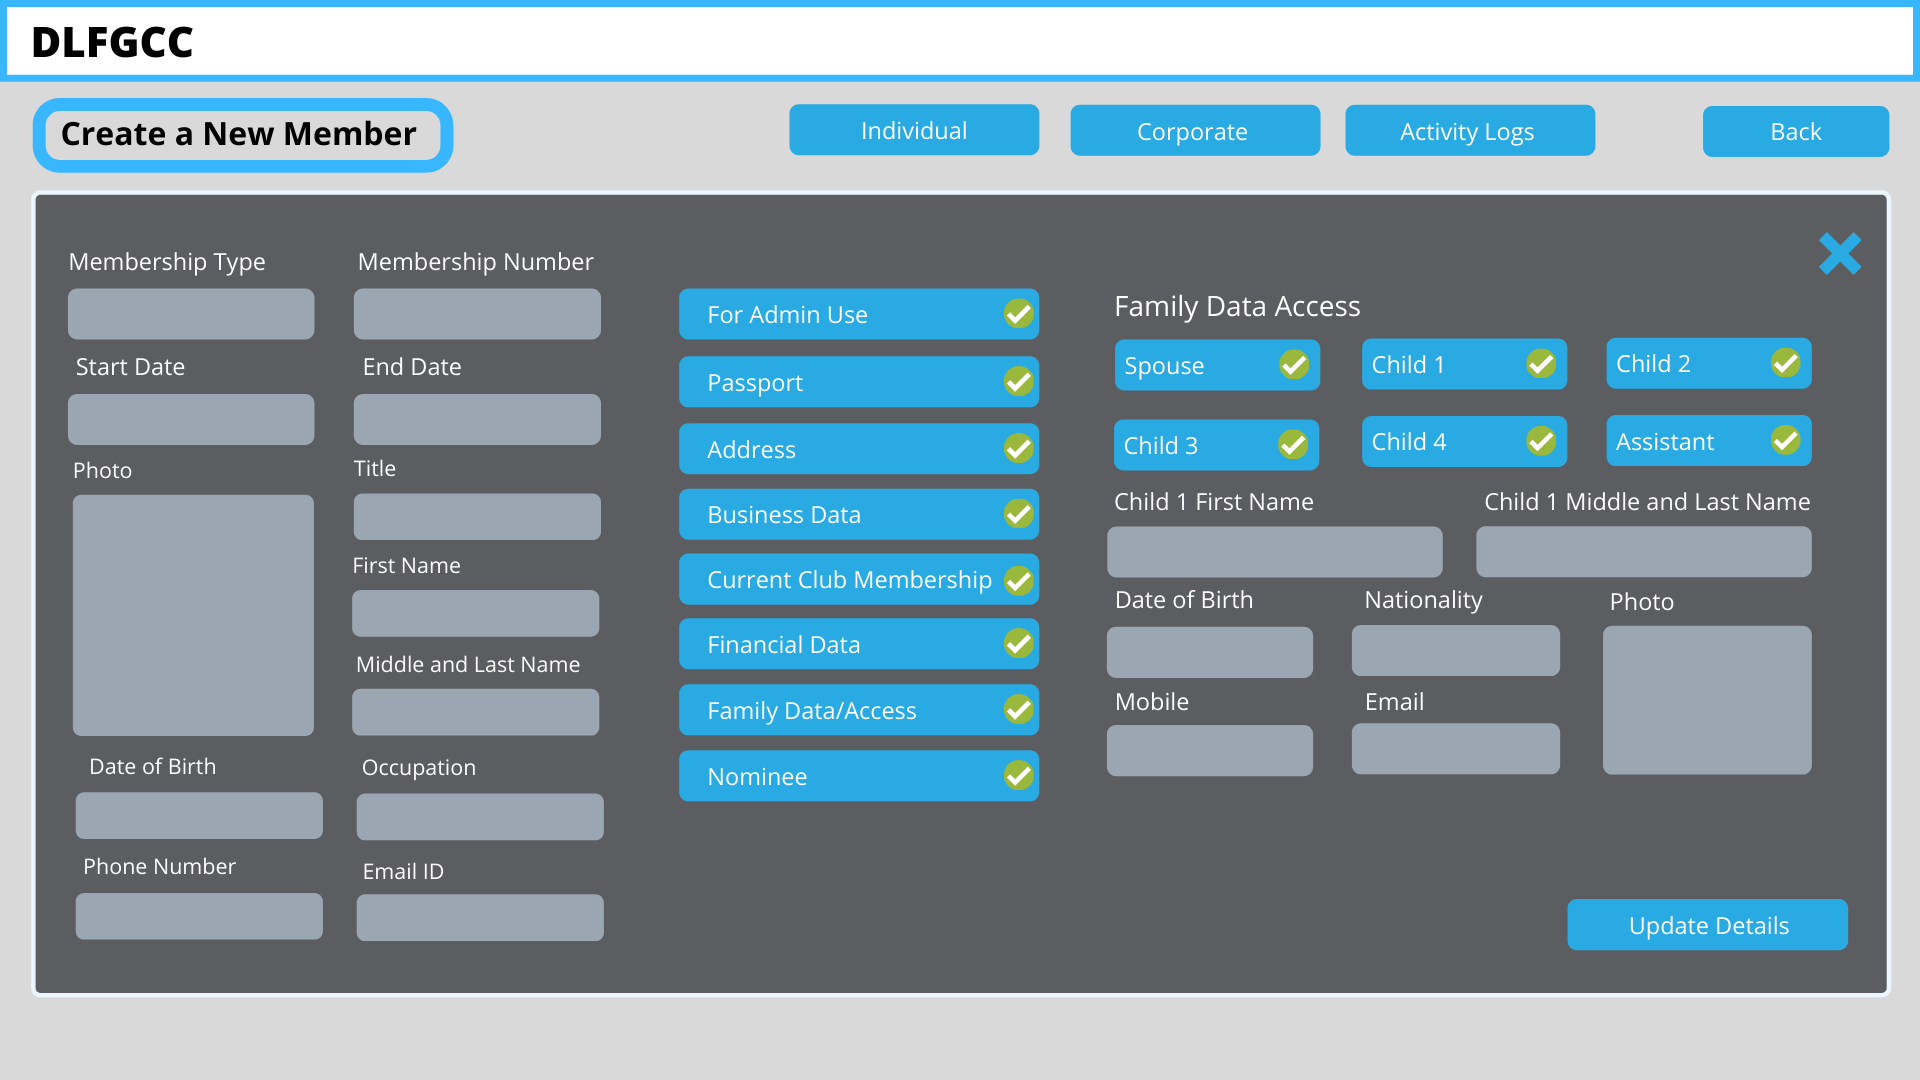 DLFGCC
Create a New Member
Individual
Corporate
Activity Logs
Back
Membership Type
Membership Number
Start Date
End Date
Photo
Title
First Name
Middle and Last Name
Date of Birth
Occupation
Phone Number
Email ID
For Admin Use
Passport
Address
Business Data
Current Club Membership
Financial Data
Family Data/Access
Nominee
Family Data Access
Spouse
Child 1
Child 2
Child 3
Child 4
Assistant
Child 1 First Name
Child 1 Middle and Last Name
Date of Birth
Nationality
Photo
Mobile
Email
Update Details